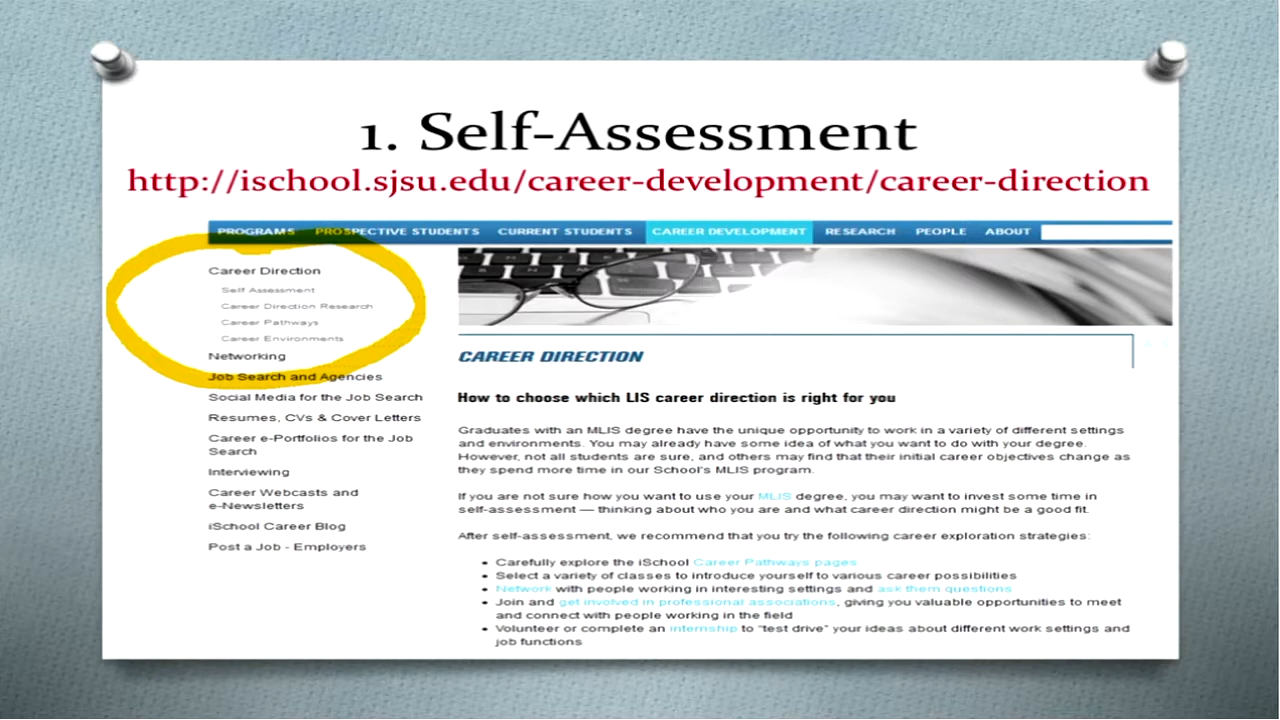 1. Self-Assessment
http://ischool.sjsu.edu/career-development/career-direction
PROGRAMS PROSPECTIVE STUDENTS CURRENT STUDENTS CAREER DEVELOPMENT RESEARCH PEOPLE ABOUT
Career Direction
Self Assessment
Career Direction Research
Career Pathways
Career Environments
Networking
Job Search and Agencies
Social Media for the Job Search
Resumes, CVs & Cover Letters
Career e-Portfolios for the Job
Search
Interviewing
Career Webcasts and
e-Newsletters
iSchool Career Blog
Post a Job - Employers
CAREER DIRECTION
How to choose which LIS career direction is right for you
Graduates with an MLIS degree have the unique opportunity to work in a variety of different settings
and environments. You may already have some idea of what you want to do with your degree.
However, not all students are sure, and others may find that their initial career objectives change as
they spend more time in our School's MLIS program.
If you are not sure how you want to use your MLIS degree, you may want to invest some time in
self-assessment — thinking about who you are and what career direction might be a good fit.
After self-assessment, we recommend that you try the following career exploration strategies:
• Carefully explore the iSchool Career Pathways pages
• Select a variety of classes to introduce yourself to various career possibilities
• Network with people working in interesting settings and ask them questions
• Join and get involved in professional associations, giving you valuable opportunities to meet
and connect with people working in the field
• Volunteer or complete an internship to "test drive" your ideas about different work settings and
job functions